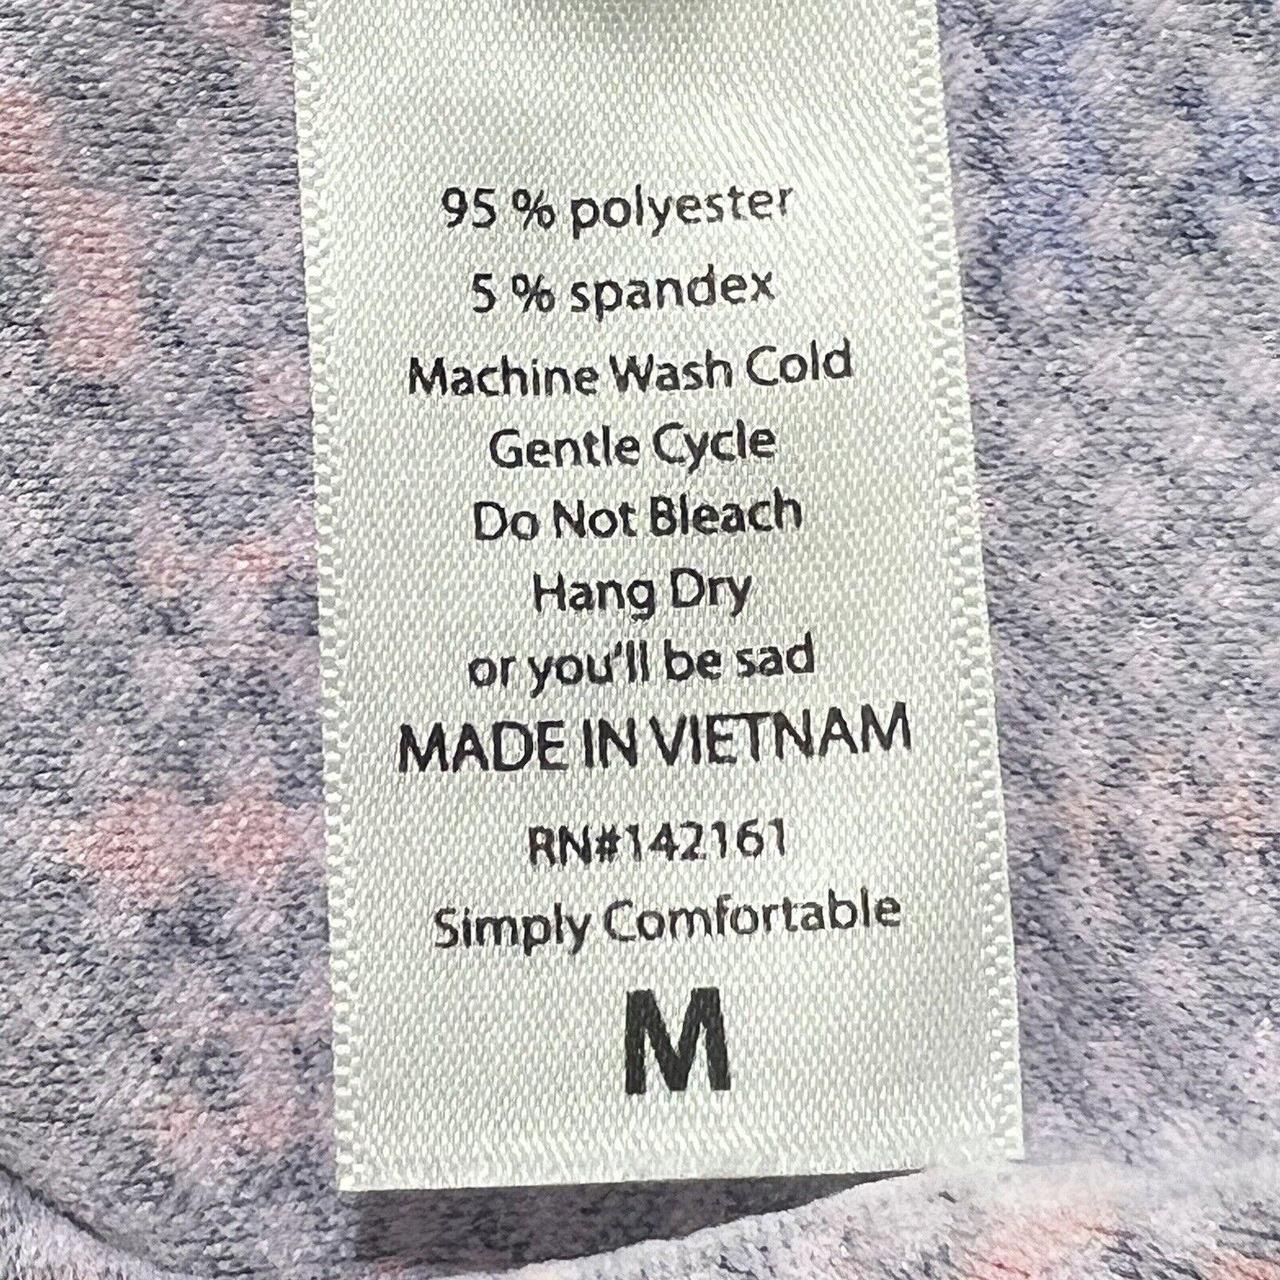 95 % polyester
5 % spandex
Machine Wash Cold
Gentle Cycle
Do Not Bleach
Hang Dry
or you'll be sad
MADE IN VIETNAM
RN#142161
Simply Comfortable
M